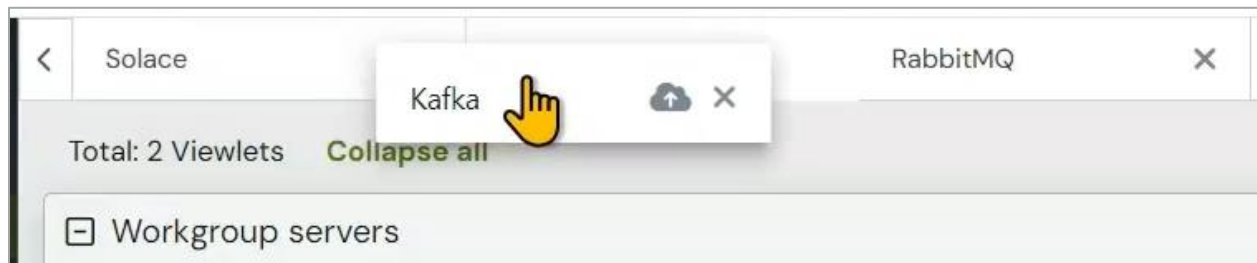 Solace
RabbitMQ
Kafka
Total: 2 Viewlets Collapse all
Workgroup servers